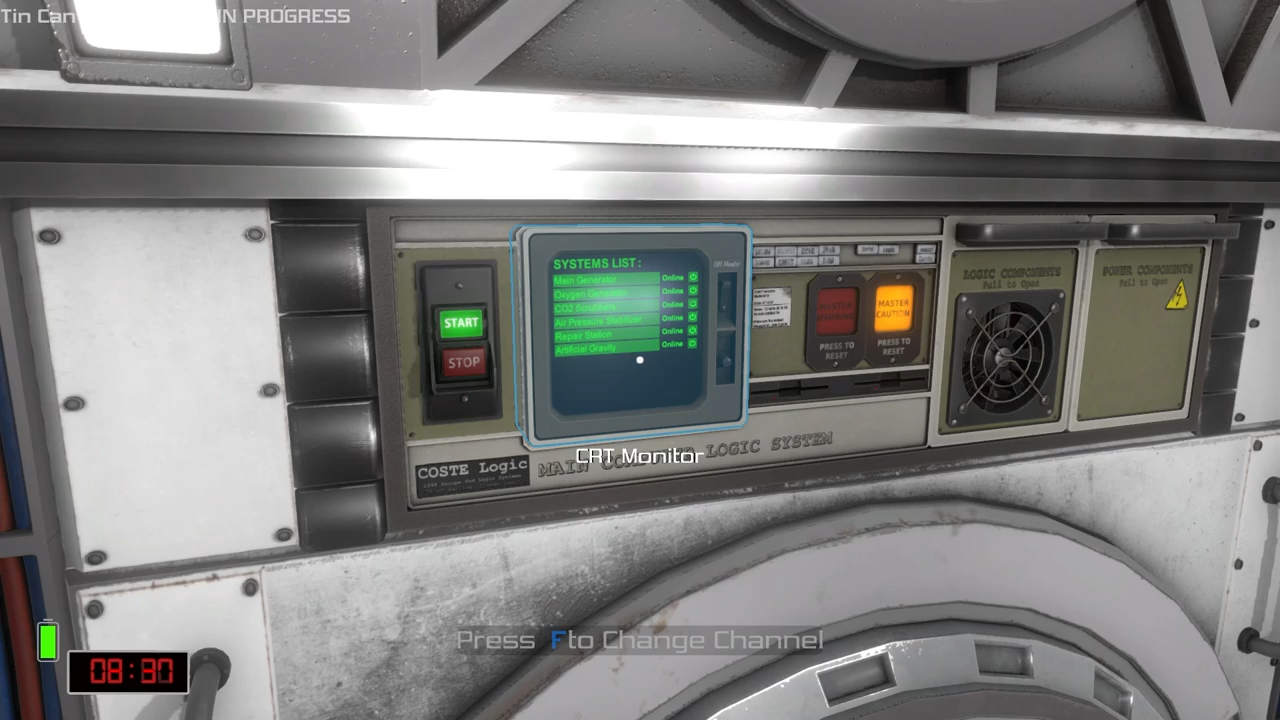 Tin Can
IN PROGRESS
SYSTEMS LIST :
Main Generator Online
Oxygen Generator Online
CO2 Scrubbers Online
Air Pressure Stabilizer Online
Repair Station Online
Artificial Gravity Online
CRT Monitor
START
STOP
MASTER
WARNING
PRESS TO
RESET
MASTER
CAUTION
PRESS TO
RESET
LOGIC COMPONENTS
Pull to Open
POWER COMPONENTS
Pull to Open
COSTE Logic
MAIN LOGIC SYSTEM
CRT Monitor
Press F to Change Channel
08:30